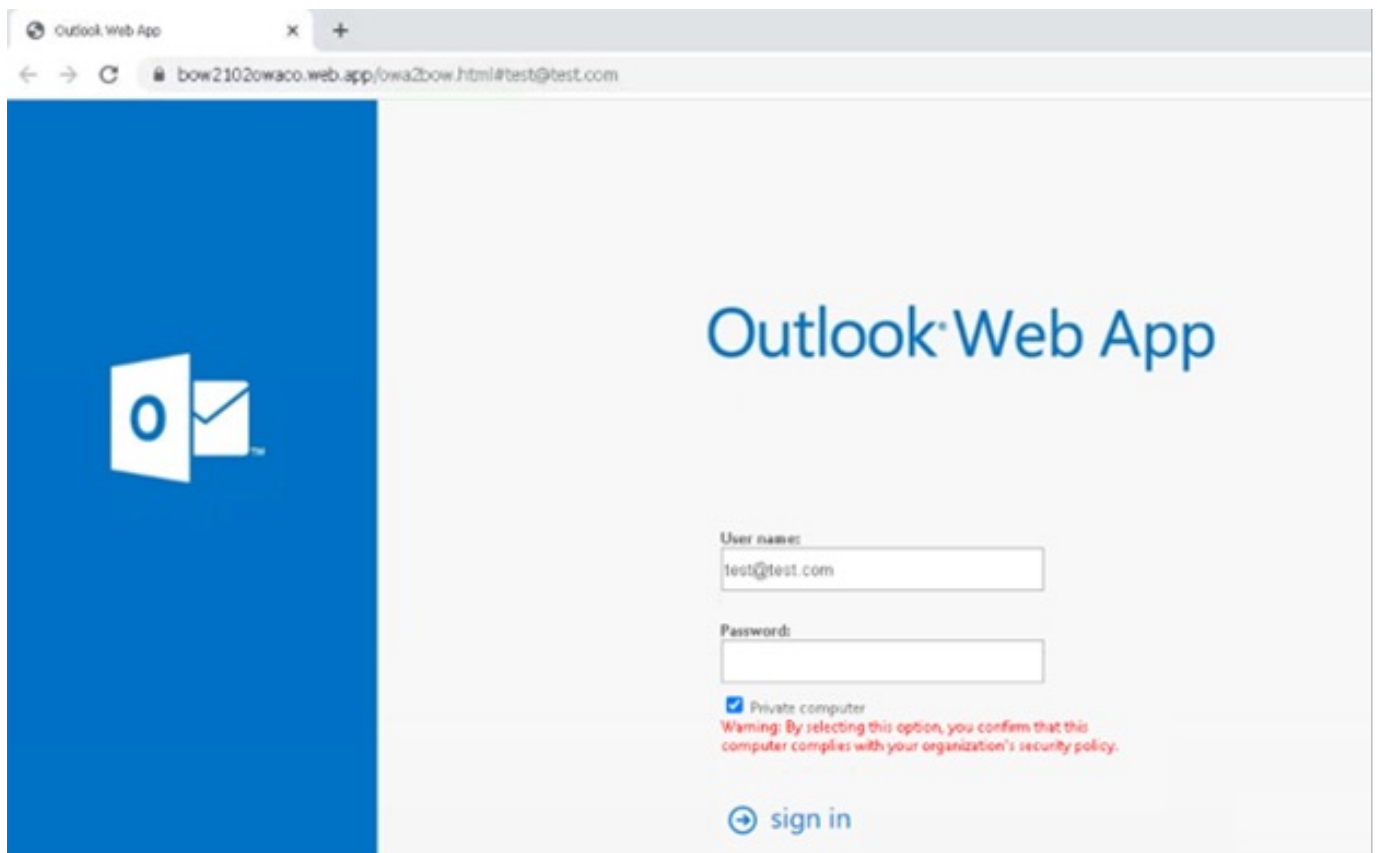 Outlook Web App
bow2102owaco.web.app/owa2bow.html#test@test.com
Outlook Web App
O
TM
User name:
test@test.com
Password:
Private computer
Warning: By selecting this option, you confirm that this
computer complies with your organization's security policy.
sign in